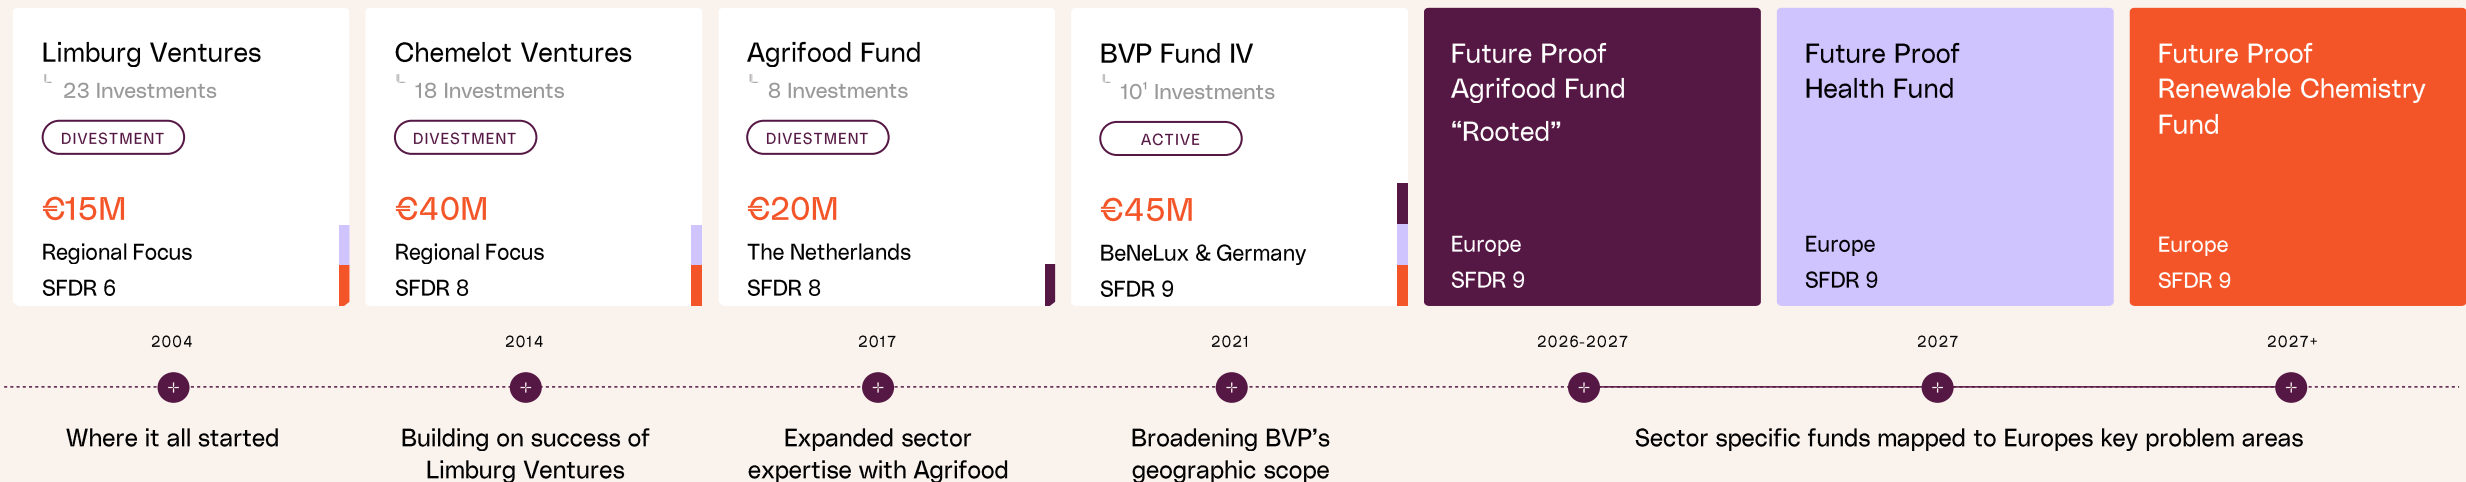 Limburg Ventures
23 Investments
DIVESTMENT
€15M
Regional Focus
SFDR 6
Chemelot Ventures
18 Investments
DIVESTMENT
€40M
Regional Focus
SFDR 8
Agrifood Fund
8 Investments
DIVESTMENT
€20M
The Netherlands
SFDR 8
BVP Fund IV
10¹ Investments
ACTIVE
€45M
BeNeLux & Germany
SFDR 9
Future Proof
Agrifood Fund
“Rooted”
Europe
SFDR 9
Future Proof
Health Fund
Europe
SFDR 9
Future Proof
Renewable Chemistry
Fund
Europe
SFDR 9
2004
2014
2017
2021
2026-2027
2027
2027+
Where it all started
Building on success of
Limburg Ventures
Expanded sector
expertise with Agrifood
Broadening BVP’s
geographic scope
Sector specific funds mapped to Europes key problem areas